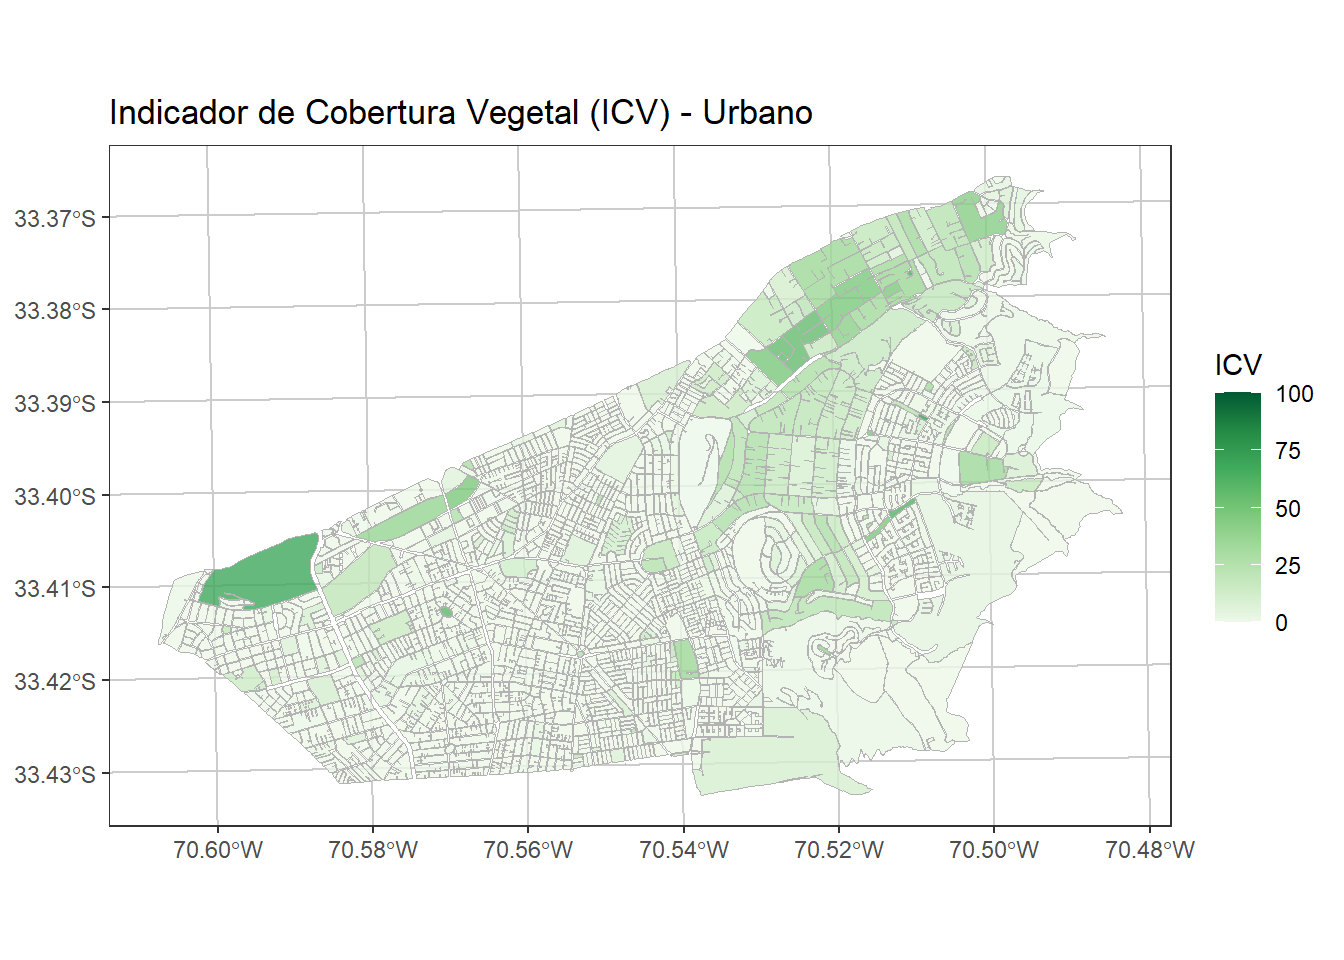 Indicador de Cobertura Vegetal (ICV) - Urbano
33.37°S
33.38°S
33.39°S
33.40°S
33.41°S
33.42°S
33.43°S
70.60°W 70.58°W 70.56°W 70.54°W 70.52°W 70.50°W 70.48°W
ICV
100
75
50
25
0